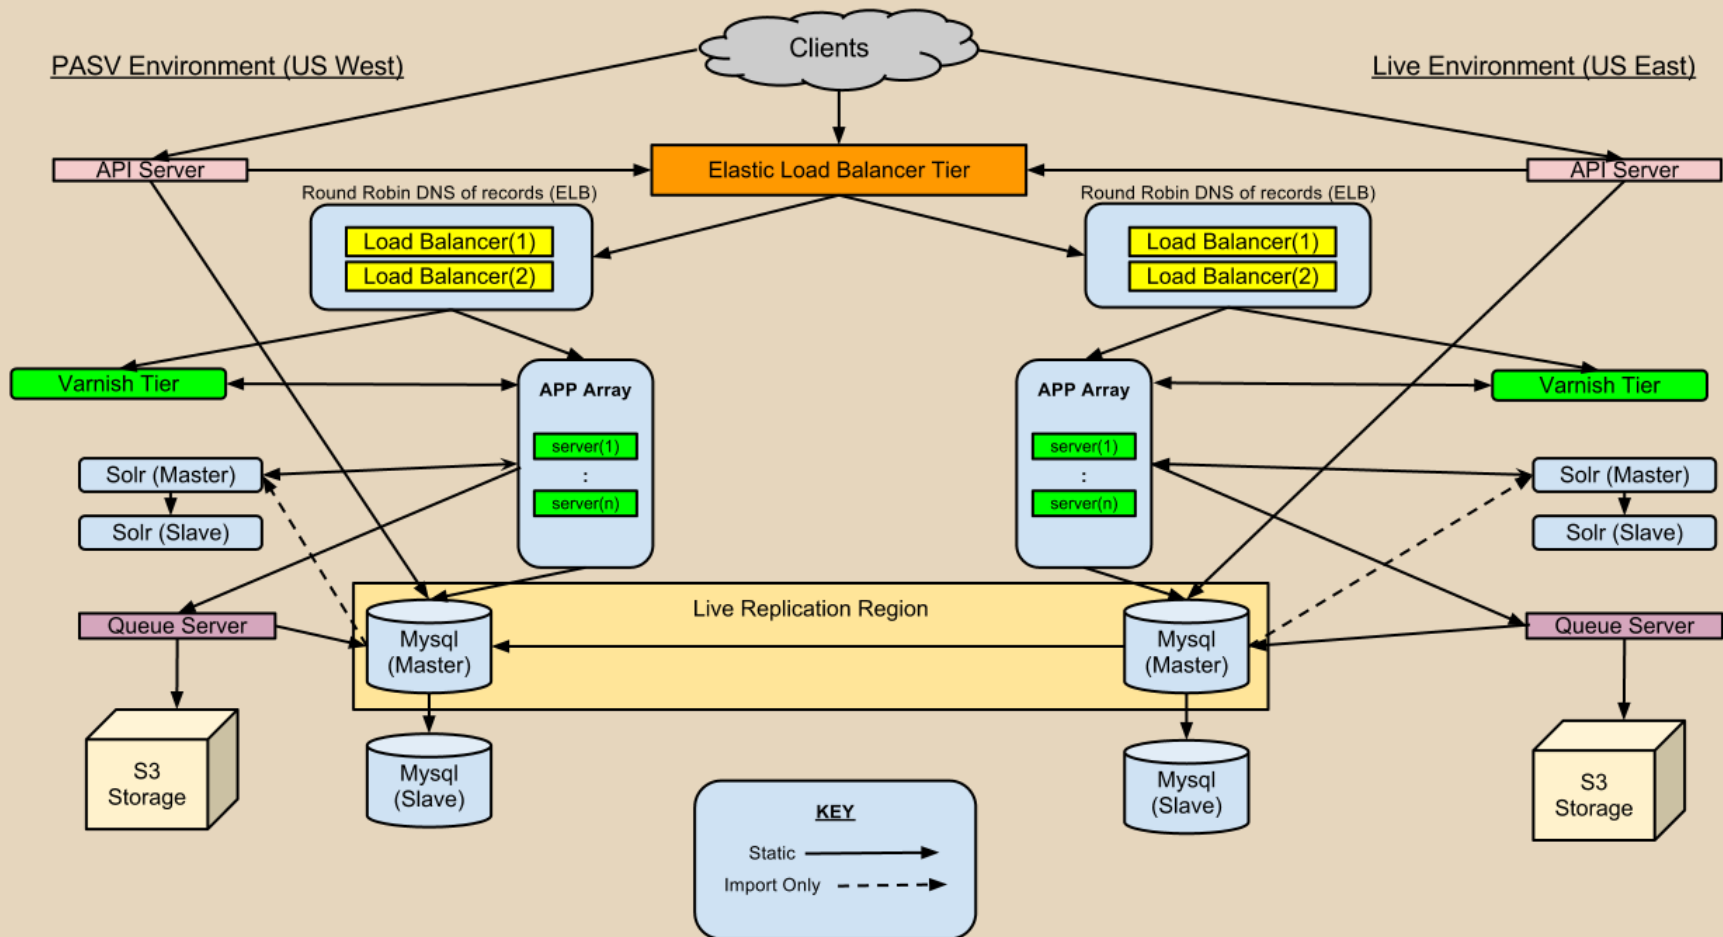 Clients
PASV Environment (US West)
Live Environment (US East)
API Server
Elastic Load Balancer Tier
API Server
Round Robin DNS of records (ELB)
Round Robin DNS of records (ELB)
Load Balancer(1)
Load Balancer(2)
Load Balancer(1)
Load Balancer(2)
Varnish Tier
APP Array
APP Array
Varnish Tier
server(1)
:
server(n)
server(1)
:
server(n)
Solr (Master)
Solr (Slave)
Solr (Master)
Solr (Slave)
Live Replication Region
Queue Server
Mysql
(Master)
Mysql
(Master)
Queue Server
S3
Storage
Mysql
(Slave)
Mysql
(Slave)
S3
Storage
KEY
Static
Import Only